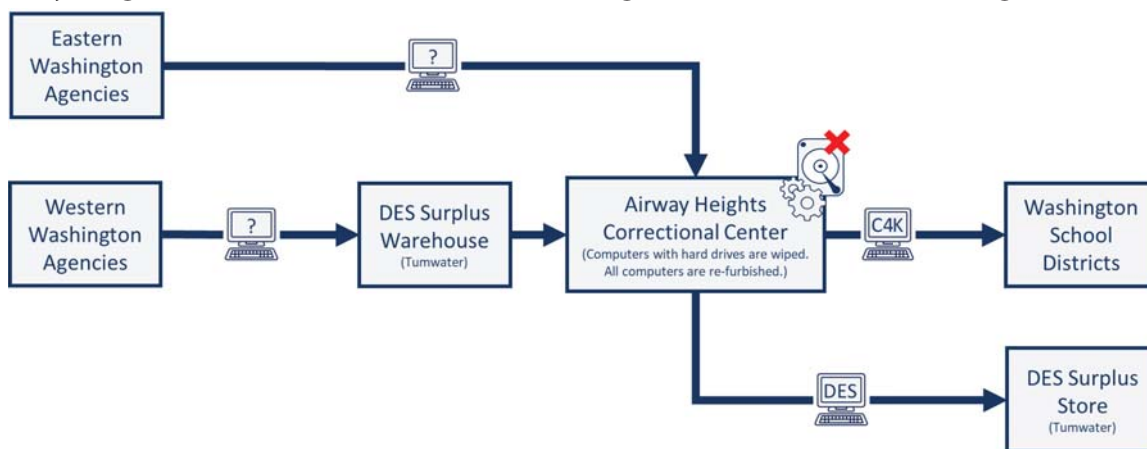 Eastern
Washington
Agencies
?
Western
Washington
Agencies
?
DES Surplus
Warehouse
(Tumwater)
Airway Heights
Correctional Center
(Computers with hard drives are wiped.
All computers are re-furbished.)
C4K
Washington
School
Districts
DES
DES Surplus
Store
(Tumwater)